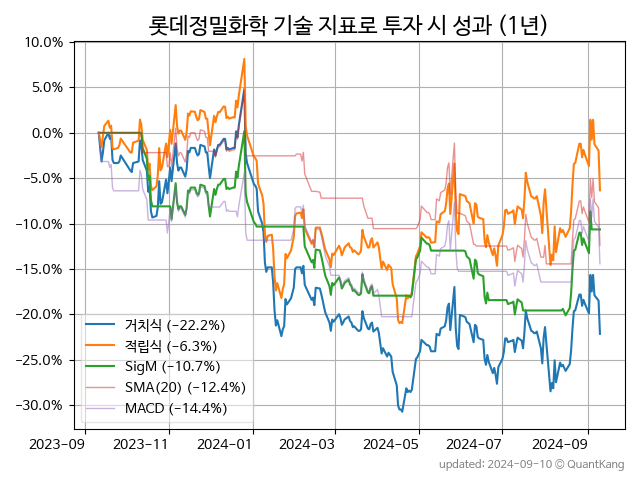 롯데정밀화학 기술 지표로 투자 시 성과 (1년)
10.0%
5.0%
0.0%
−5.0%
−10.0%
−15.0%
−20.0%
−25.0%
−30.0%
거치식 (−22.2%)
적립식 (−6.3%)
SigM (−10.7%)
SMA(20) (−12.4%)
MACD (−14.4%)
2023-09 2023-11 2024-01 2024-03 2024-05 2024-07 2024-09
updated: 2024-09-10 © QuantKang